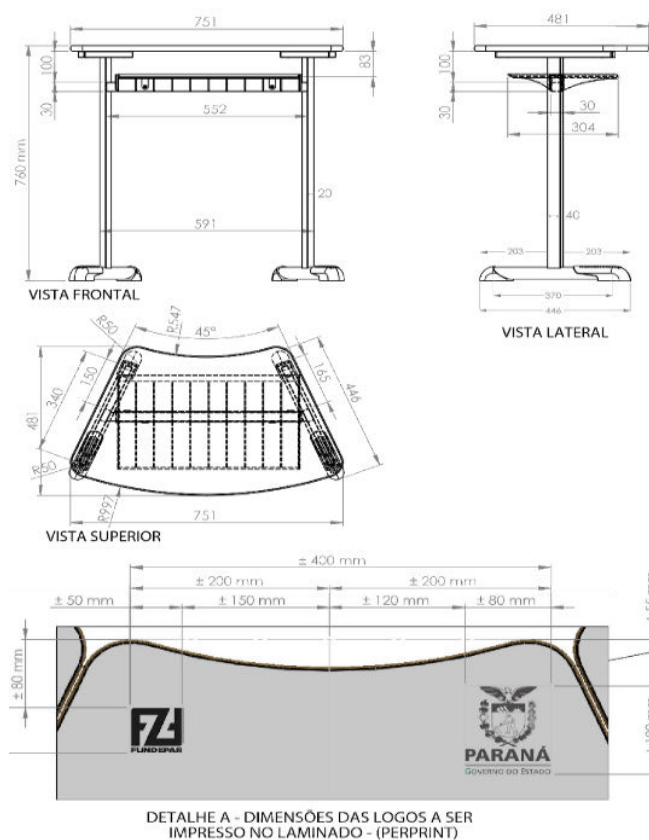 751
481
100
83
100
30
30
552
30
304
760 mm
20
591
40
203
203
370
446
VISTA FRONTAL
VISTA LATERAL
R50
R547
45°
150
165
340
446
481
R50
R997
751
VISTA SUPERIOR
± 400 mm
± 200 mm
± 200 mm
± 50 mm
± 150 mm
± 120 mm
± 80 mm
±80 mm
FUNDEPAR
PARANÁ
GOVERNO DO ESTADO
DETALHE A - DIMENSÕES DAS LOGOS A SER
IMPRESSO NO LAMINADO - (PERPRINT)